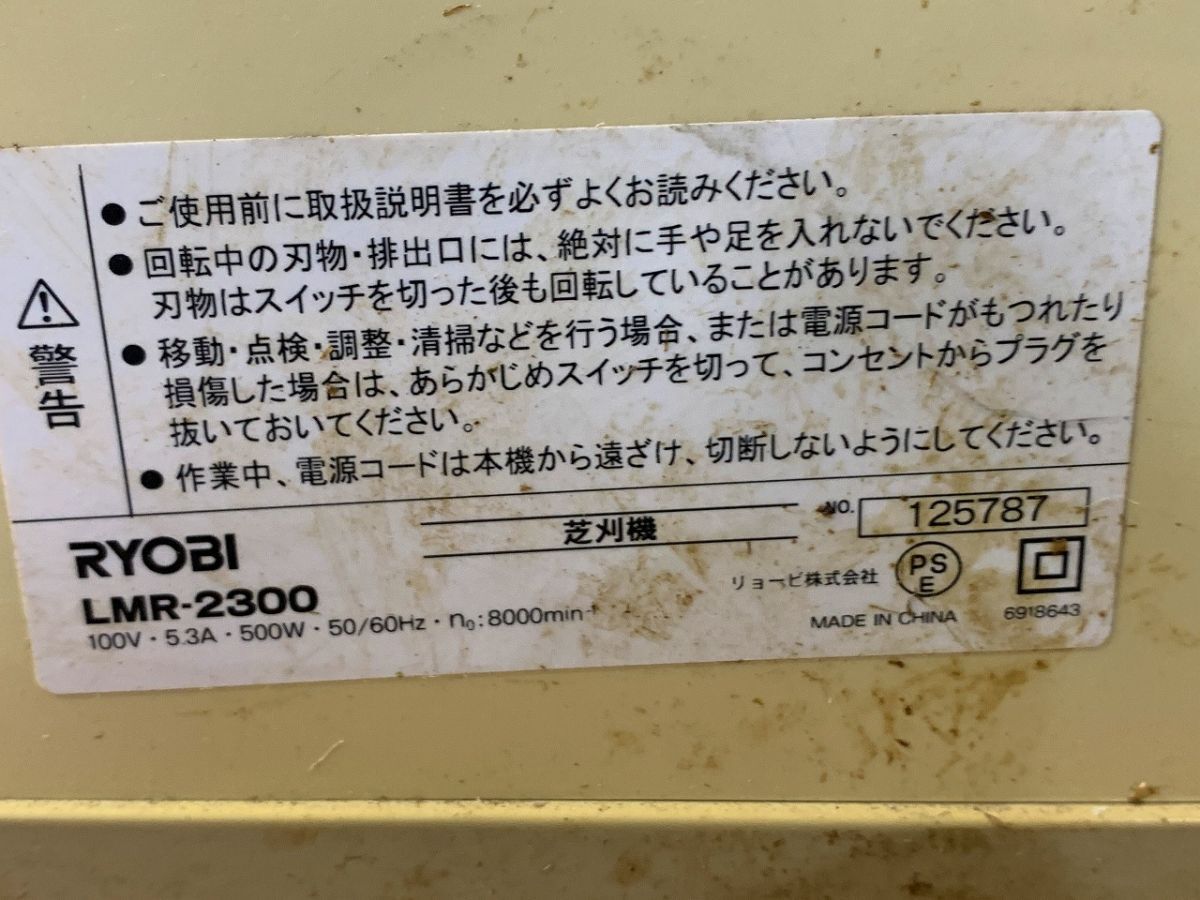 警告
● ご使用前に取扱説明書を必ずよくお読みください。
● 回転中の刃物・排出口には、絶対に手や足を入れないでください。
刃物はスイッチを切った後も回転していることがあります。
● 移動・点検・調整・清掃などを行う場合、または電源コードがもつれたり
損傷した場合は、あらかじめスイッチを切って、コンセントからプラグを
抜いておいてください。
● 作業中、電源コードは本機から遠ざけ、切断しないようにしてください。
RYOBI
芝刈機
NO. 125787
LMR-2300
リョービ株式会社
PS
E
100V・5.3A・500W・50/60Hz・n₀:8000min⁻¹
MADE IN CHINA
6918643